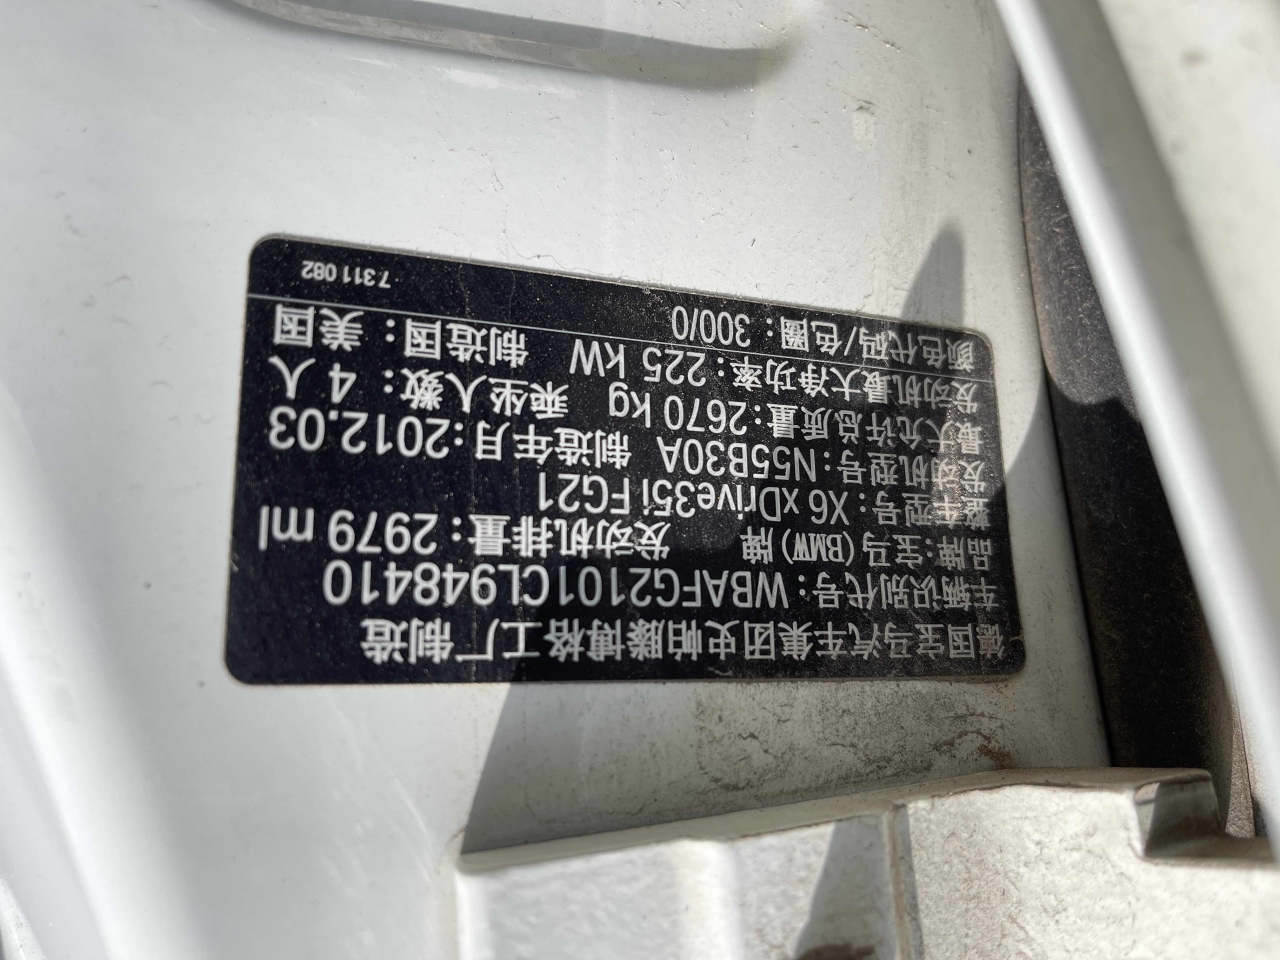 德国宝马汽车集团史帕滕博格工厂 制造
车辆识别代号：WBAFG2101CL948410
品牌：宝马(BMW)牌 发动机排量：2979 ml
整车型号：X6 xDrive35i FG21
发动机型号：N55B30A 制造年月：2012.03
最大允许总质量：2670 kg 乘坐人数：4 人
发动机最大净功率：225 kW 制造国：美国
颜色代码/色圈：300/0
7 311 082